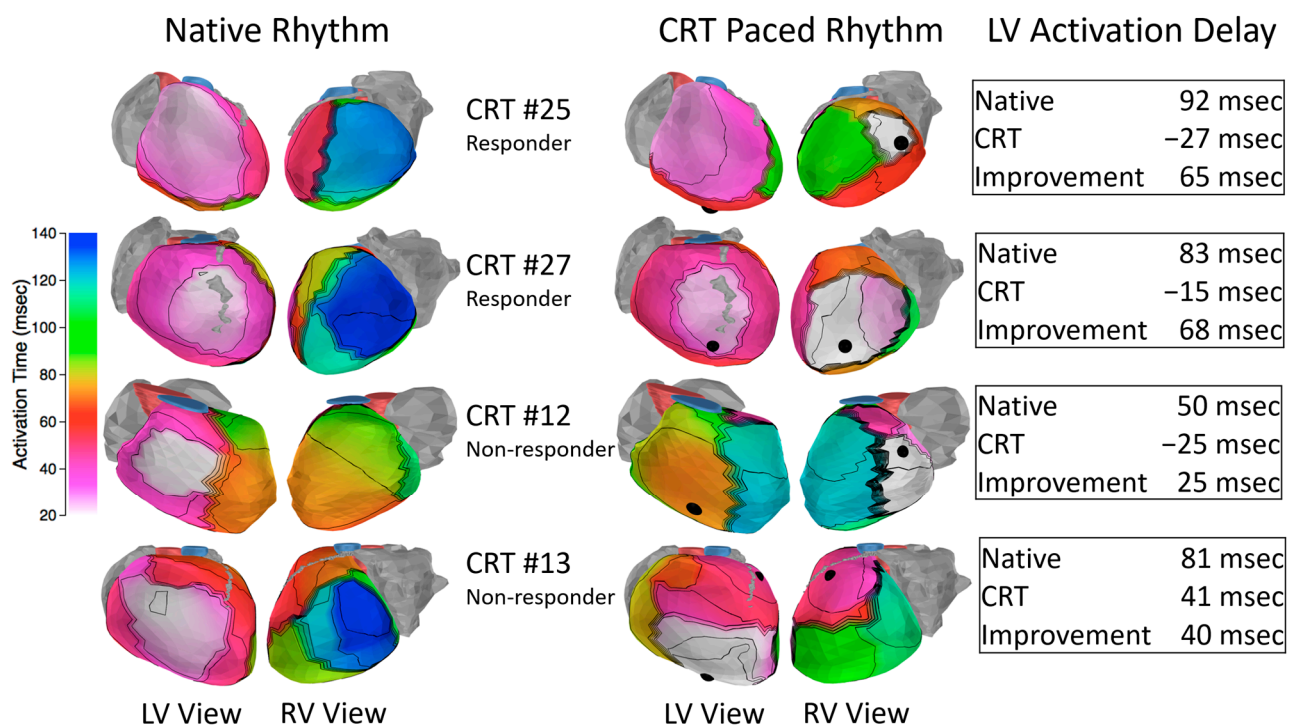 Native Rhythm
CRT Paced Rhythm
LV Activation Delay
CRT #25
Responder
Native 92 msec
CRT −27 msec
Improvement 65 msec
Activation Time (msec)
140
120
100
80
60
40
20
CRT #27
Responder
Native 83 msec
CRT −15 msec
Improvement 68 msec
CRT #12
Non-responder
Native 50 msec
CRT −25 msec
Improvement 25 msec
CRT #13
Non-responder
Native 81 msec
CRT 41 msec
Improvement 40 msec
LV View
RV View
LV View
RV View